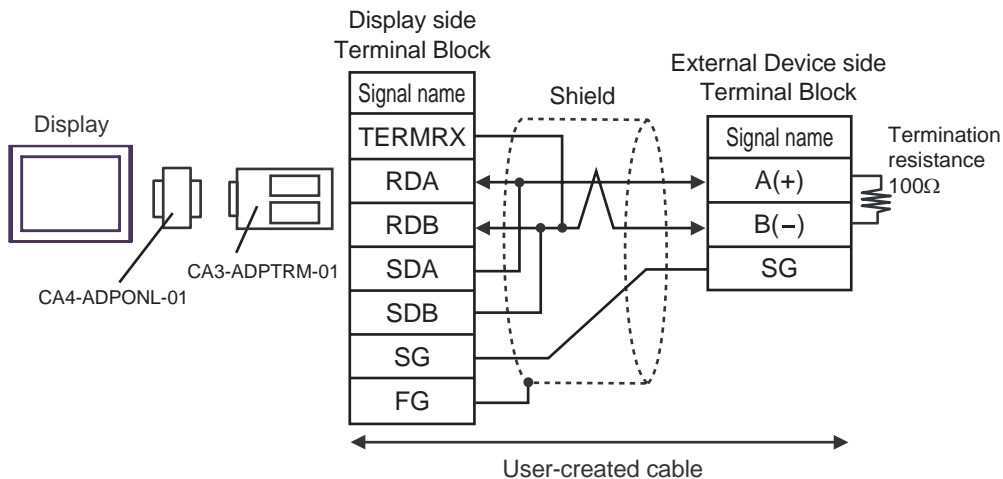 Display side
Terminal Block
External Device side
Terminal Block
Display
CA4-ADPONL-01
CA3-ADPTRM-01
Signal name
TERMRX
RDA
RDB
SDA
SDB
SG
FG
Shield
Signal name
A(+)
B(−)
SG
Termination
resistance
100Ω
User-created cable